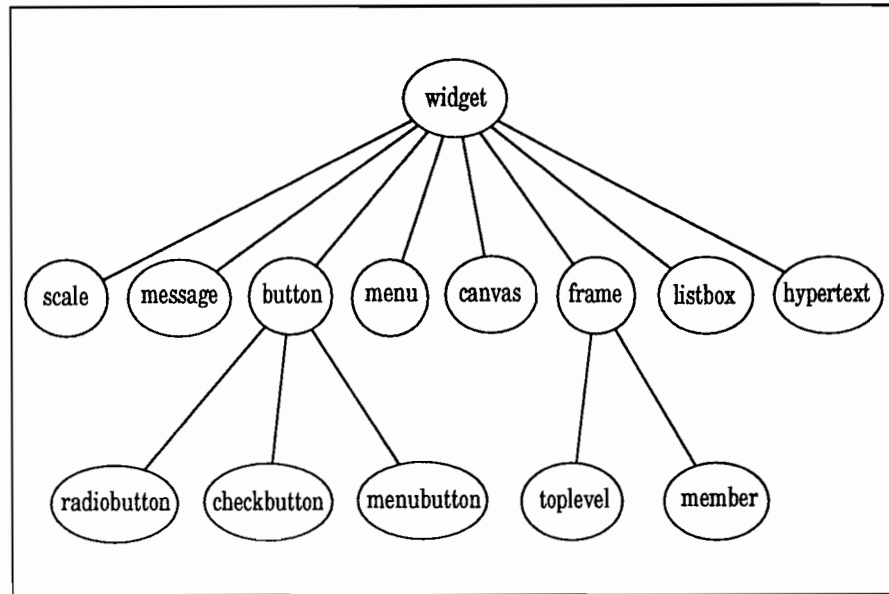 widget
scale message button menu canvas frame listbox hypertext
radiobutton checkbutton menubutton toplevel member